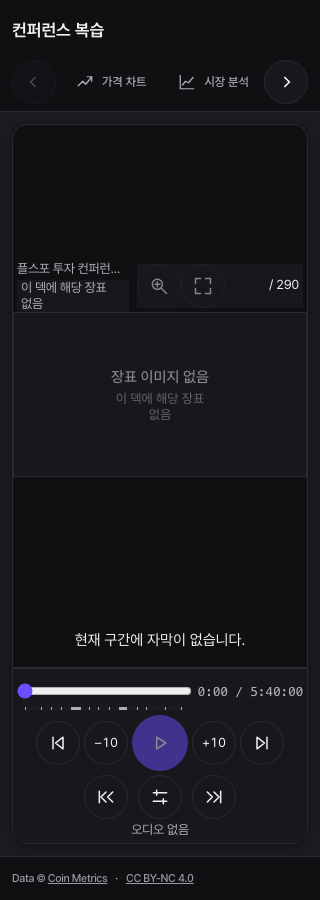 컨퍼런스 복습
가격 차트
시장 분석
플스포 투자 컨퍼런...
이 덱에 해당 장표
없음
/ 290
장표 이미지 없음
이 덱에 해당 장표
없음
현재 구간에 자막이 없습니다.
0:00 / 5:40:00
−10
+10
오디오 없음
Data © Coin Metrics · CC BY-NC 4.0